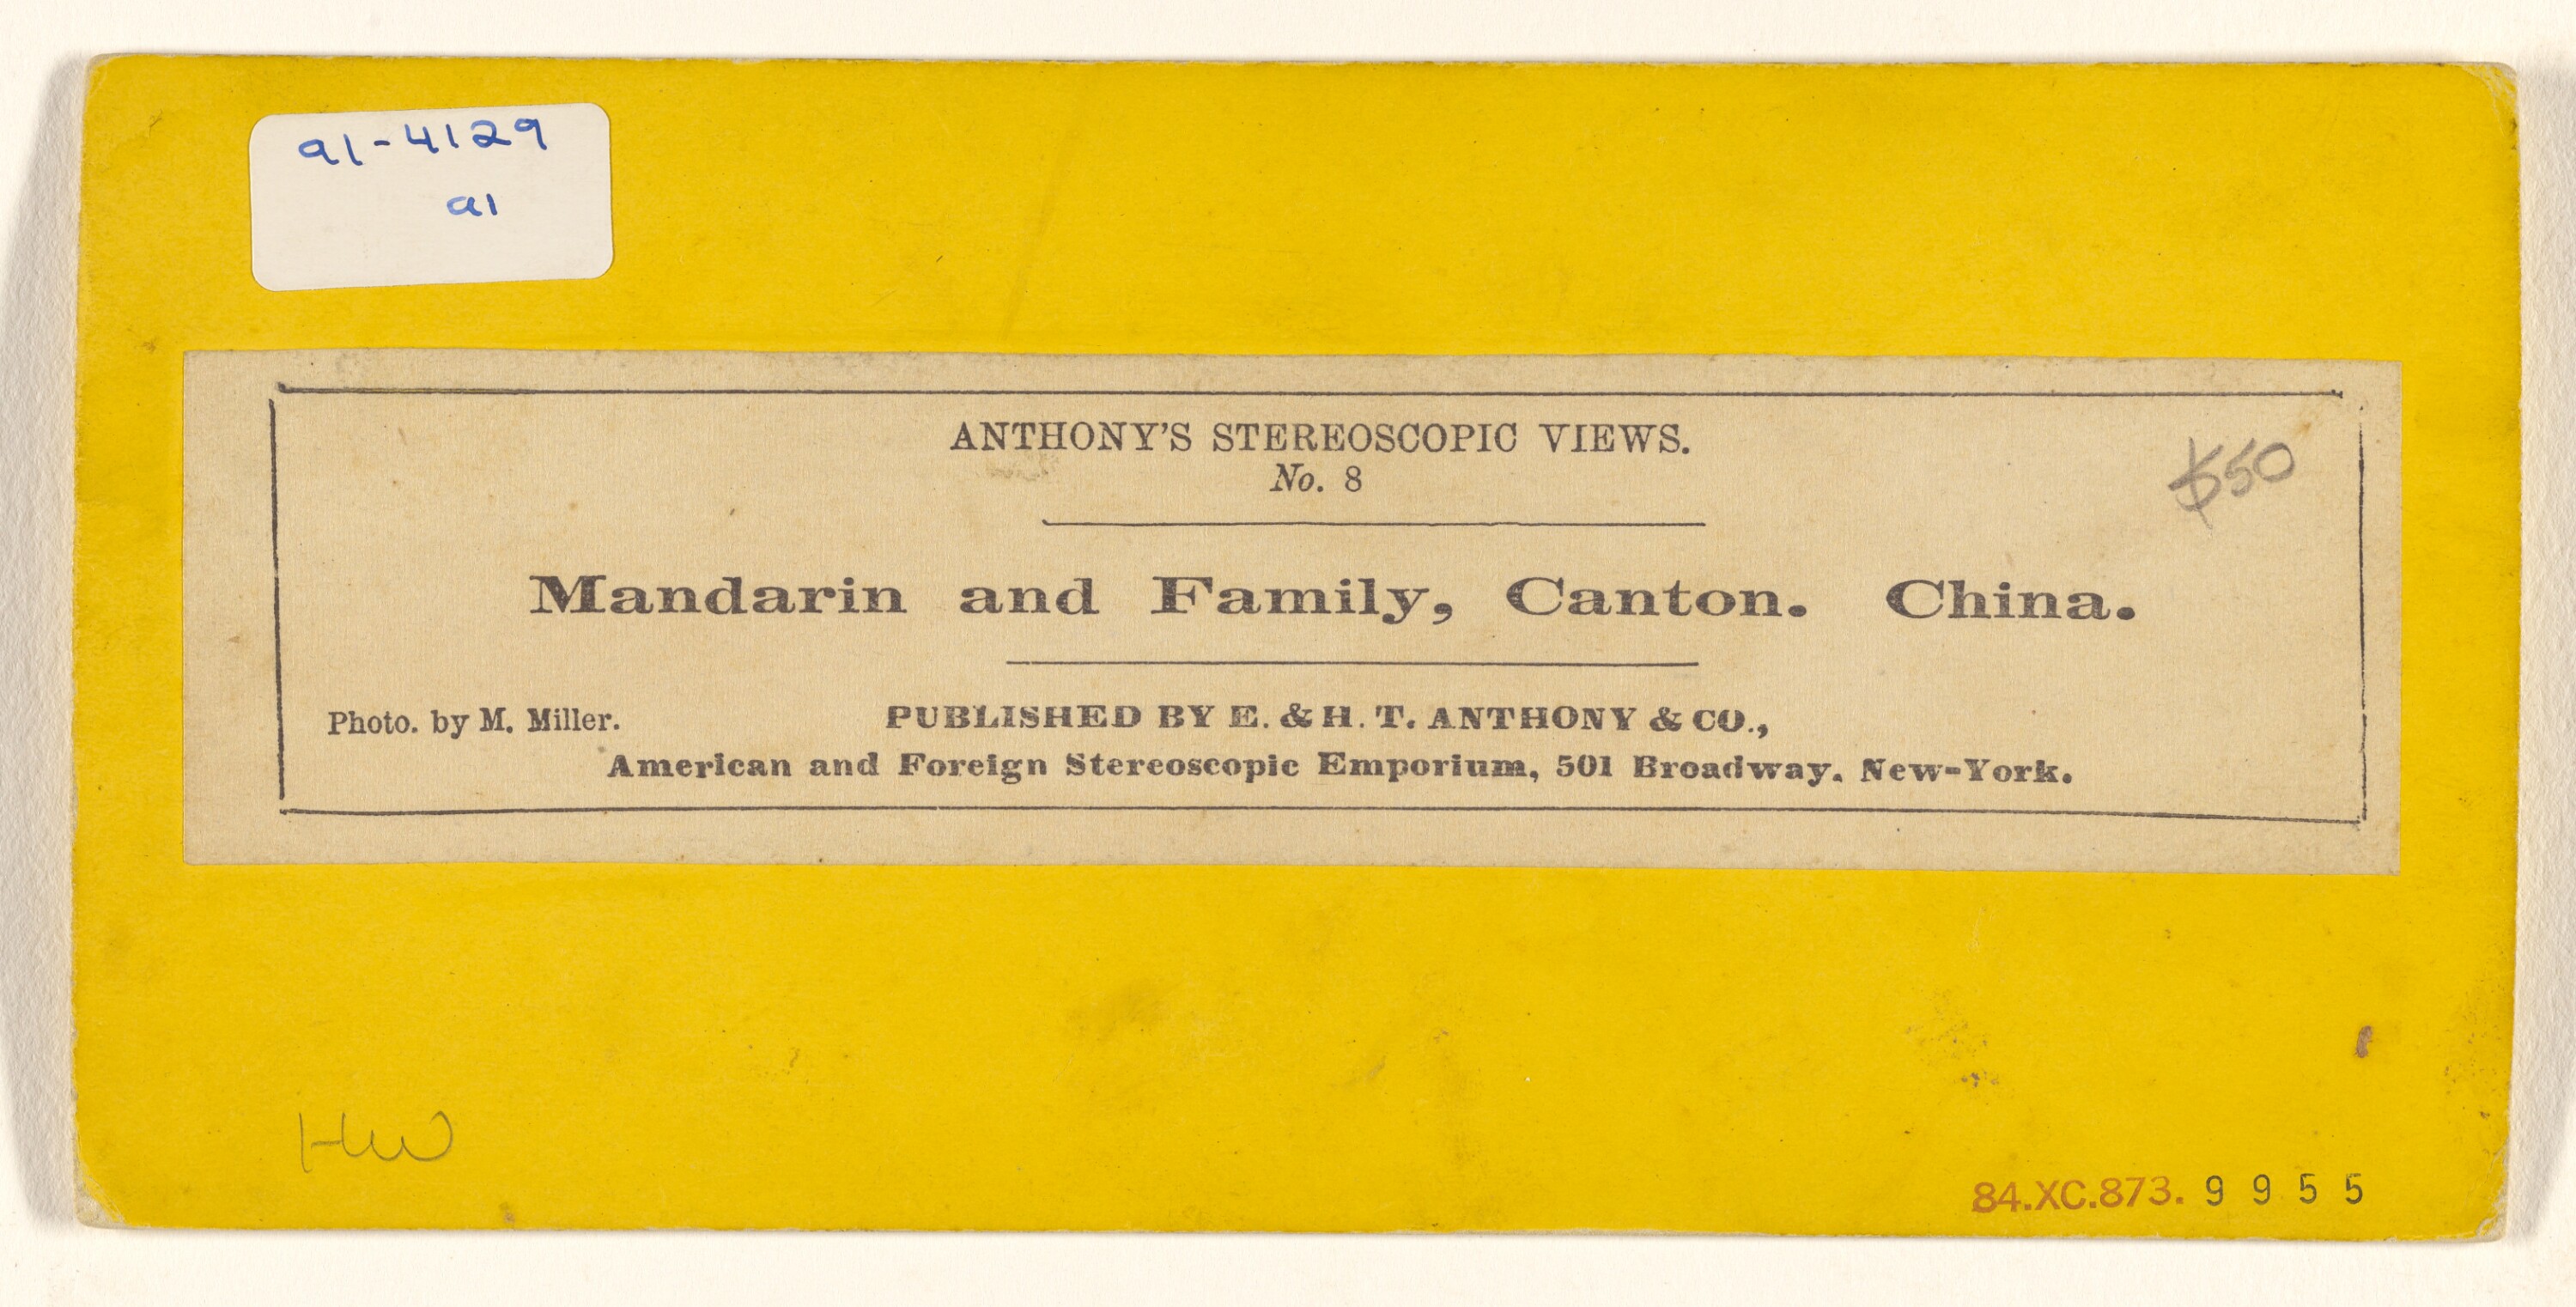 91-4129
91
ANTHONY'S STEREOSCOPIC VIEWS.
No. 8
$50
Mandarin and Family, Canton. China.
Photo. by M. Miller. PUBLISHED BY E. & H. T. ANTHONY & CO.,
American and Foreign Stereoscopic Emporium, 501 Broadway. New-York.
HW
84.XC.873. 9955